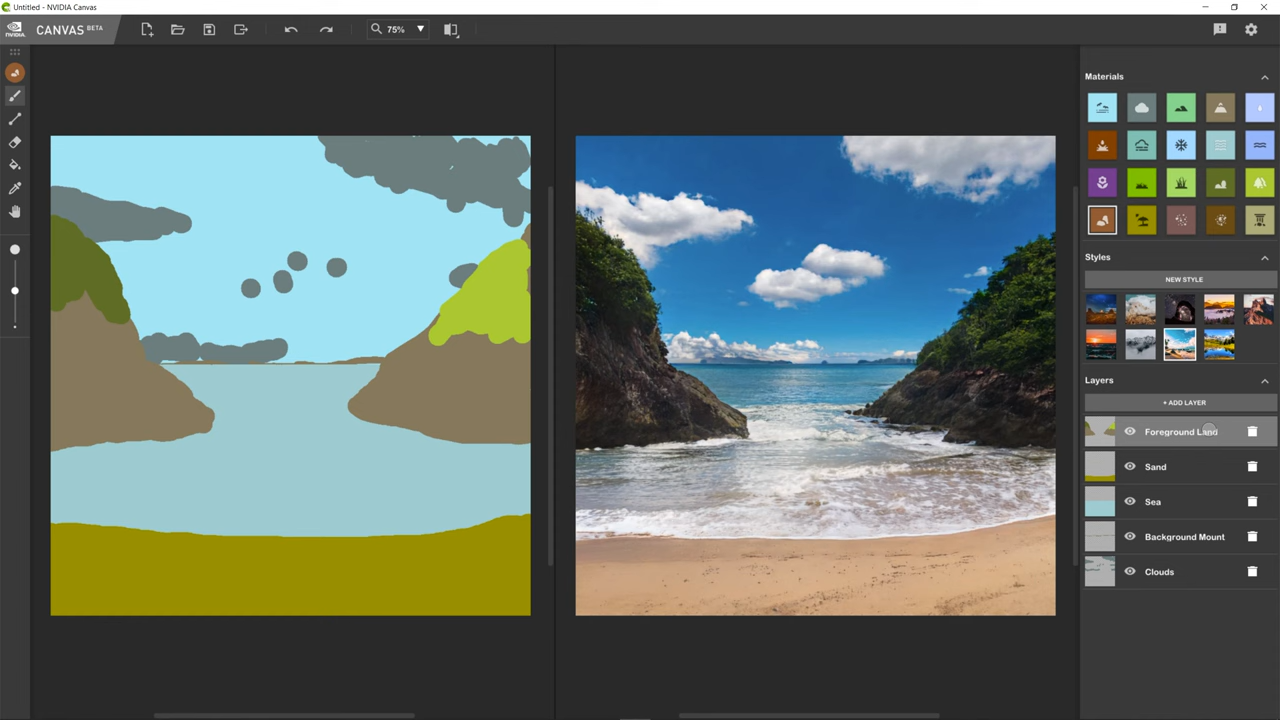 Untitled - NVIDIA Canvas
NVIDIA
CANVAS BETA
75%
Materials
Styles
NEW STYLE
Layers
+ ADD LAYER
Foreground Land
Sand
Sea
Background Mount
Clouds